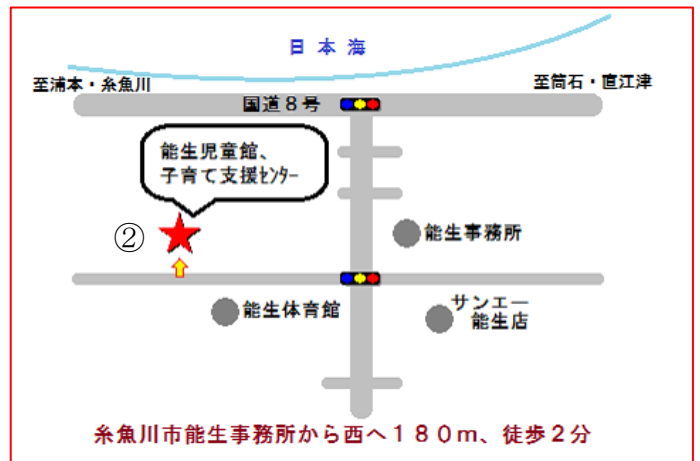 日本海
至浦本・糸魚川
至筒石・直江津
国道８号
能生児童館、
子育て支援ｾﾝﾀｰ
②
能生事務所
能生体育館
サンエー
能生店
糸魚川市能生事務所から西へ１８０ｍ、徒歩２分